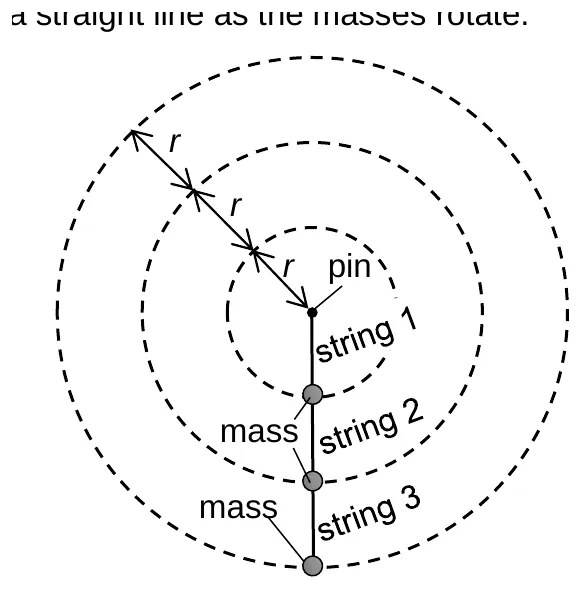 a straight line as the masses rotate.
r
r
r
pin
string 1
mass
string 2
mass
string 3